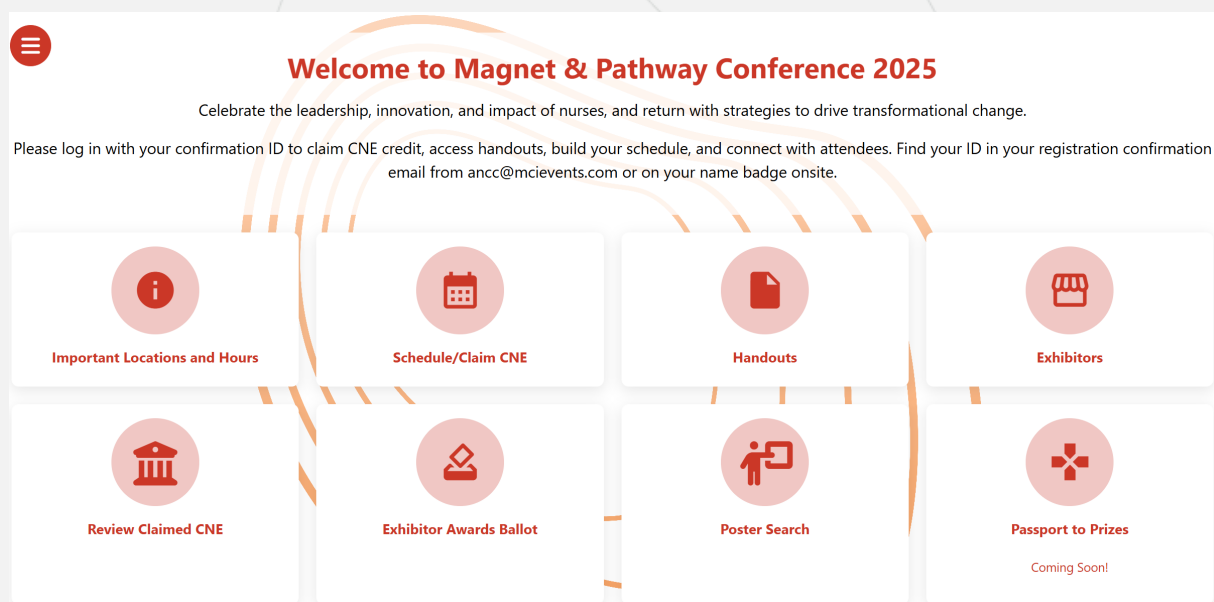 Welcome to Magnet & Pathway Conference 2025
Celebrate the leadership, innovation, and impact of nurses, and return with strategies to drive transformational change.
Please log in with your confirmation ID to claim CNE credit, access handouts, build your schedule, and connect with attendees. Find your ID in your registration confirmation
email from ancc@mcievents.com or on your name badge onsite.
Important Locations and Hours
Schedule/Claim CNE
Handouts
Exhibitors
Review Claimed CNE
Exhibitor Awards Ballot
Poster Search
Passport to Prizes
Coming Soon!